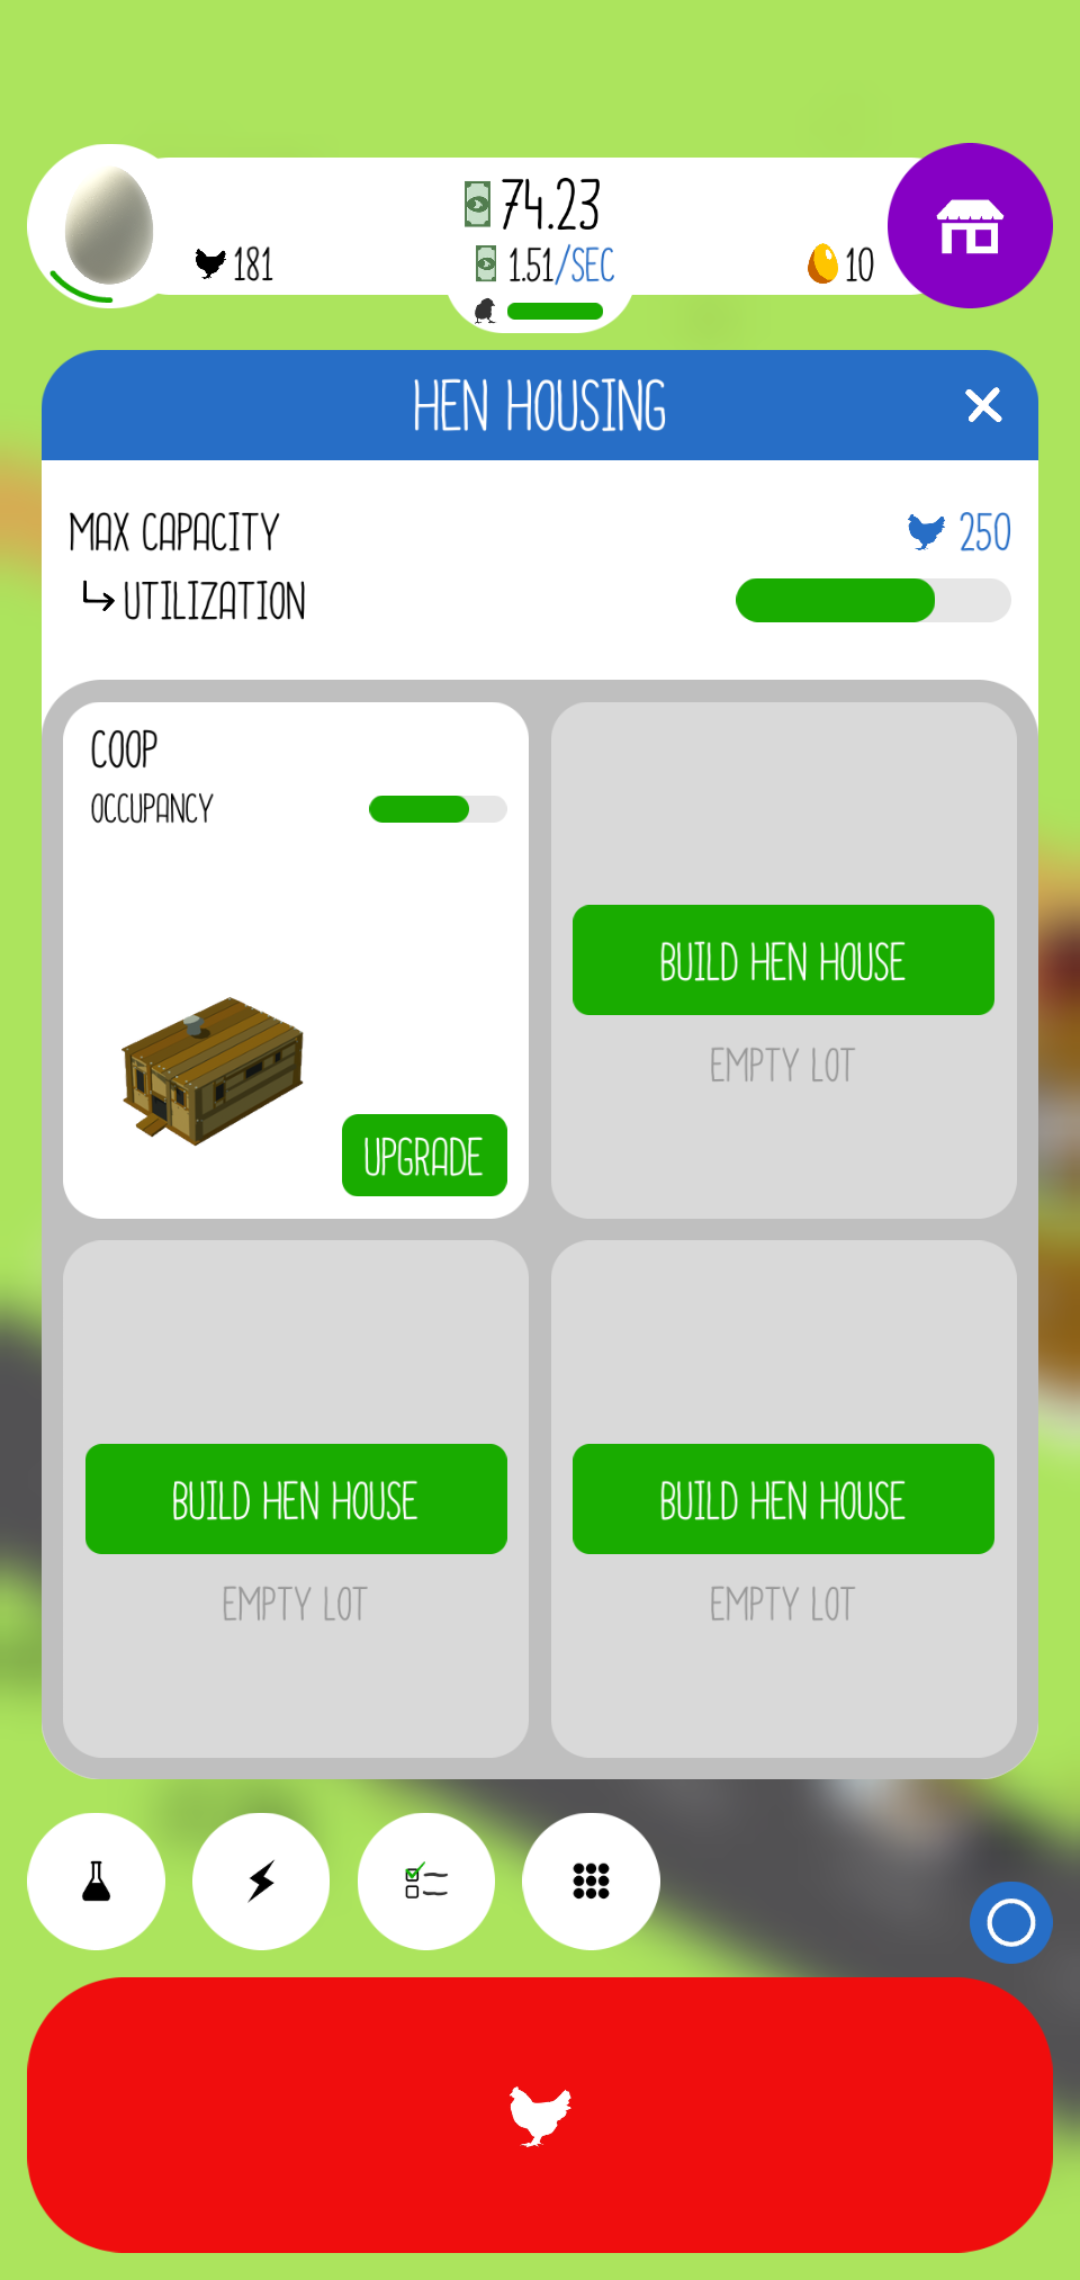 74.23
181
1.51/SEC
10
HEN HOUSING
MAX CAPACITY
250
UTILIZATION
COOP
OCCUPANCY
UPGRADE
BUILD HEN HOUSE
EMPTY LOT
BUILD HEN HOUSE
EMPTY LOT
BUILD HEN HOUSE
EMPTY LOT